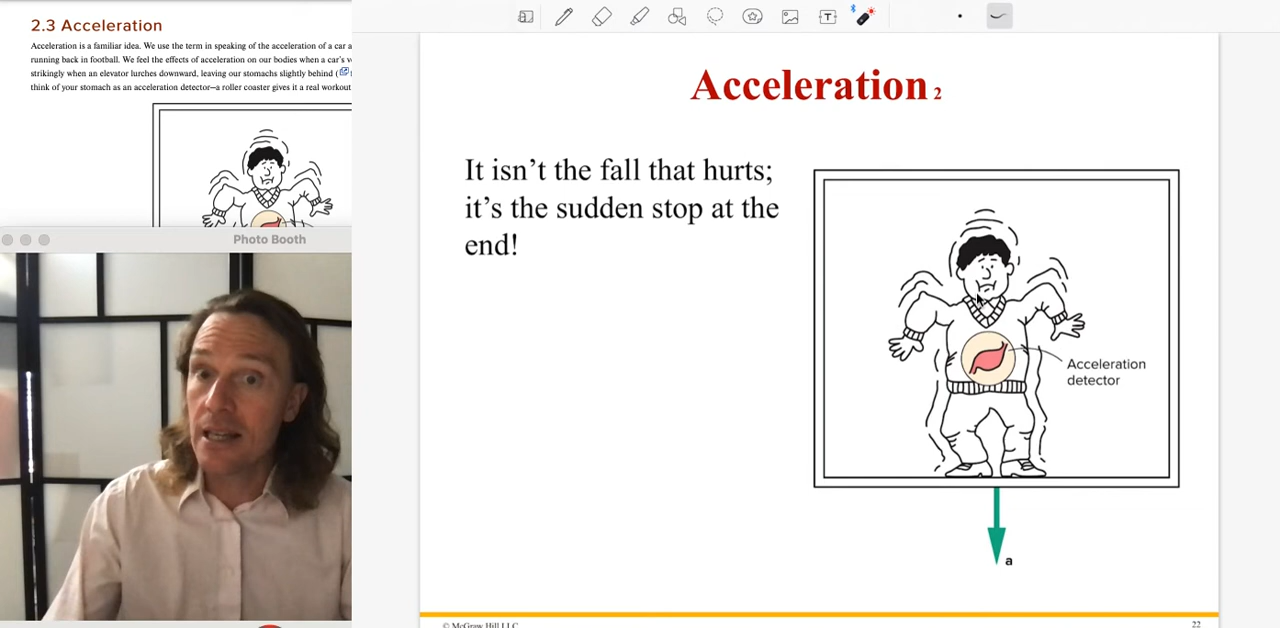 2.3 Acceleration
Acceleration is a familiar idea. We use the term in speaking of the acceleration of a car a
running back in football. We feel the effects of acceleration on our bodies when a car's v
strikingly when an elevator lurches downward, leaving our stomachs slightly behind (
think of your stomach as an acceleration detector—a roller coaster gives it a real workout
Photo Booth
T
Acceleration 2
It isn't the fall that hurts;
it's the sudden stop at the
end!
Acceleration
detector
a
© McGraw Hill LLC
22